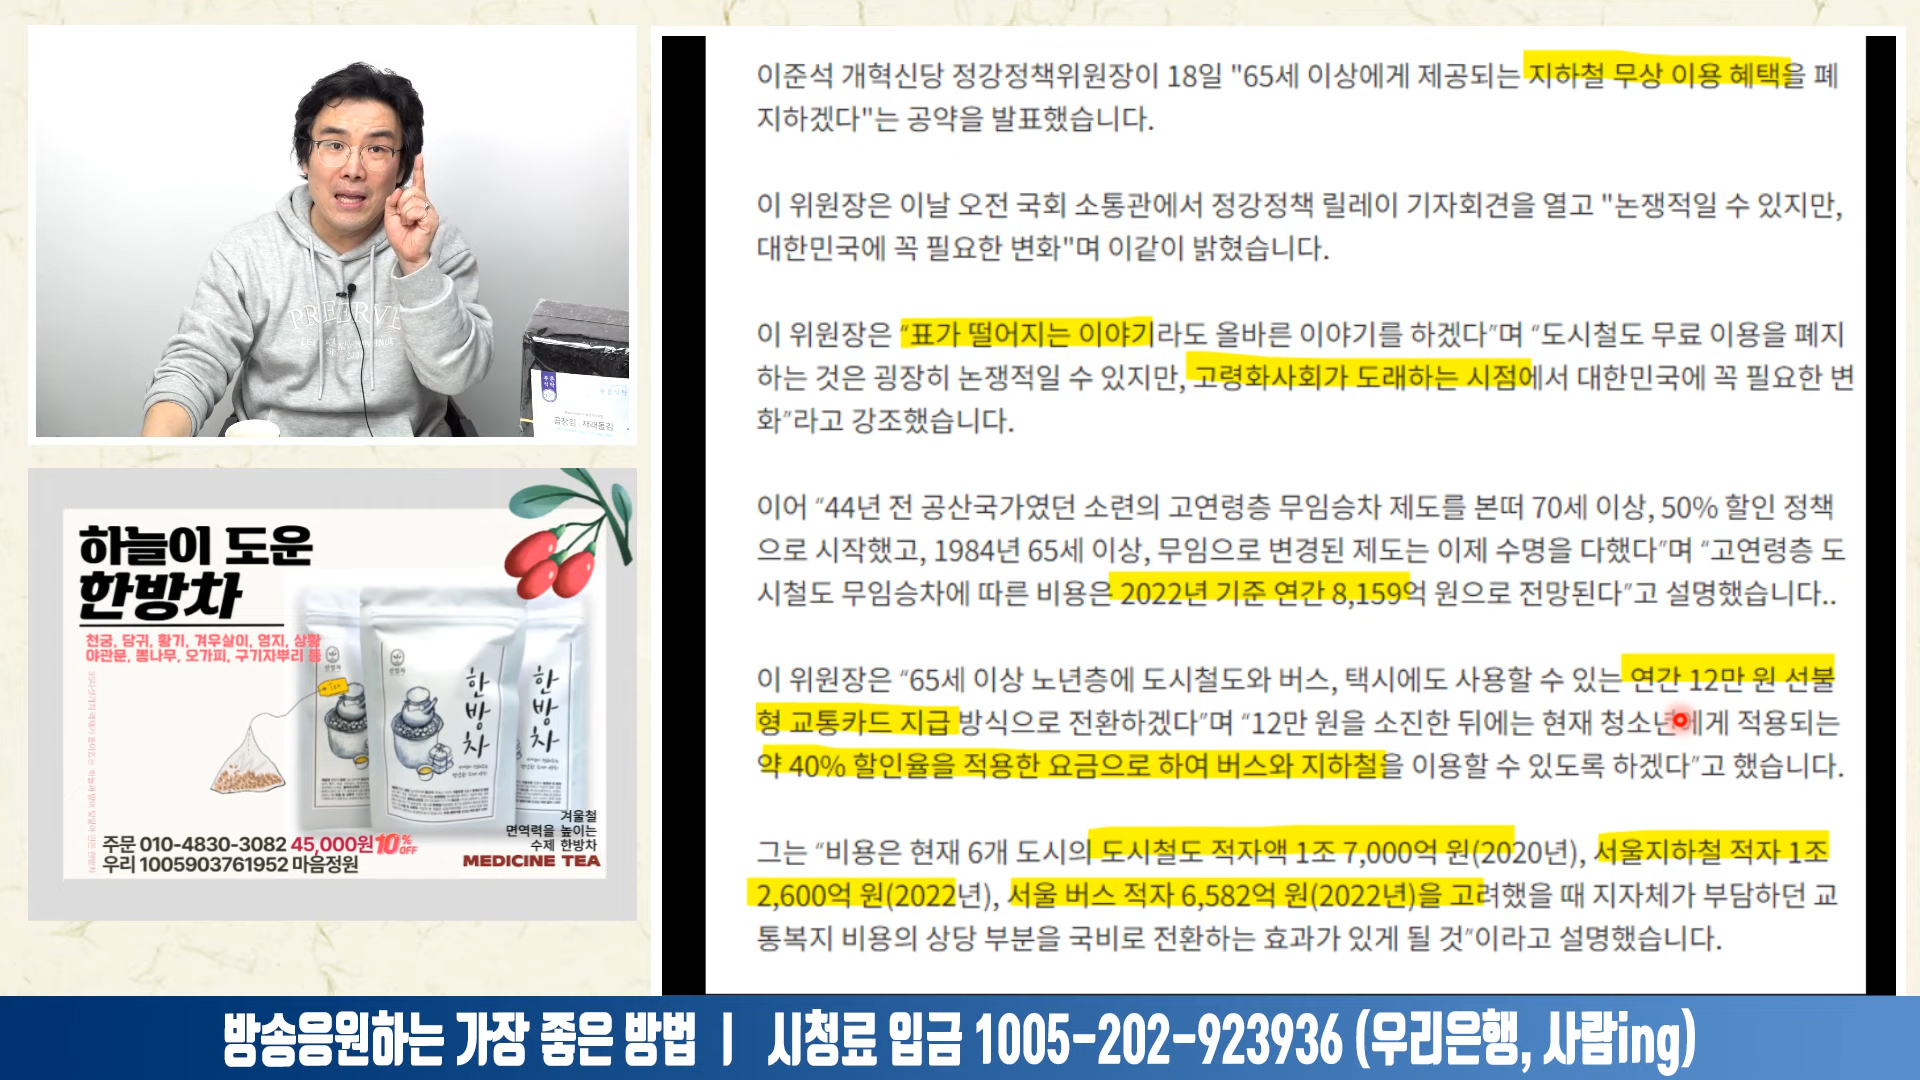 이준석 개혁신당 정강정책위원장이 18일 "65세 이상에게 제공되는 지하철 무상 이용 혜택을 폐
지하겠다"는 공약을 발표했습니다.
이 위원장은 이날 오전 국회 소통관에서 정강정책 릴레이 기자회견을 열고 "논쟁적일 수 있지만,
대한민국에 꼭 필요한 변화"며 이같이 밝혔습니다.
이 위원장은 “표가 떨어지는 이야기라도 올바른 이야기를 하겠다”며 “도시철도 무료 이용을 폐지
하는 것은 굉장히 논쟁적일 수 있지만, 고령화사회가 도래하는 시점에서 대한민국에 꼭 필요한 변
화”라고 강조했습니다.
이어 “44년 전 공산국가였던 소련의 고연령층 무임승차 제도를 본떠 70세 이상, 50% 할인 정책
으로 시작했고, 1984년 65세 이상, 무임으로 변경된 제도는 이제 수명을 다했다”며 “고연령층 도
시철도 무임승차에 따른 비용은 2022년 기준 연간 8,159억 원으로 전망된다”고 설명했습니다..
이 위원장은 “65세 이상 노년층에 도시철도와 버스, 택시에도 사용할 수 있는 연간 12만 원 선불
형 교통카드 지급 방식으로 전환하겠다”며 “12만 원을 소진한 뒤에는 현재 청소년에게 적용되는
약 40% 할인율을 적용한 요금으로 하여 버스와 지하철을 이용할 수 있도록 하겠다”고 했습니다.
그는 “비용은 현재 6개 도시의 도시철도 적자액 1조 7,000억 원(2020년), 서울지하철 적자 1조
2,600억 원(2022년), 서울 버스 적자 6,582억 원(2022년)을 고려했을 때 지자체가 부담하던 교
통복지 비용의 상당 부분을 국비로 전환하는 효과가 있게 될 것”이라고 설명했습니다.
PRESERVE
곱창김 . 재래돌김
하늘이 도운
한방차
천궁, 당귀, 황기, 겨우살이, 영지, 상황
야관문, 뽕나무, 오가피, 구기자뿌리 등
한방차
한방차
겨울철
면역력을 높이는
수제 한방차
MEDICINE TEA
주문 010-4830-3082 45,000원 10% OFF
우리 1005903761952 마음정원
방송응원하는 가장 좋은 방법 | 시청료 입금 1005-202-923936 (우리은행, 사람ing)